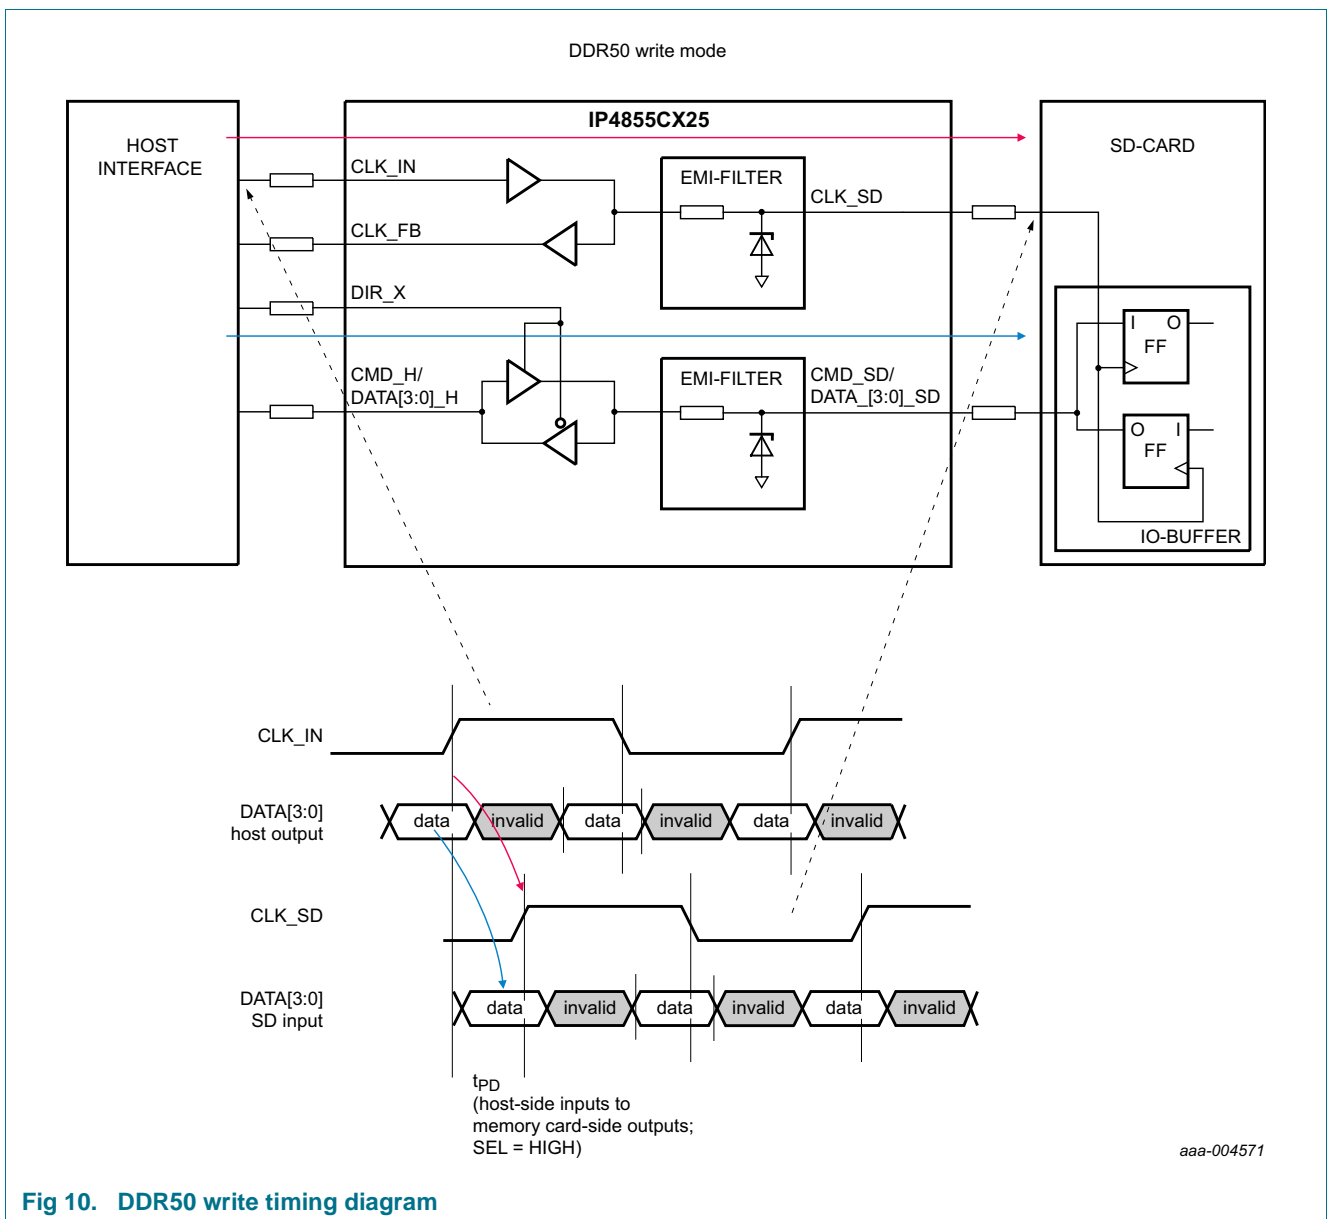 DDR50 write mode
HOST
INTERFACE
IP4855CX25
SD-CARD
CLK_IN
EMI-FILTER
CLK_SD
CLK_FB
DIR_X
I O
FF
CMD_H/
DATA[3:0]_H
EMI-FILTER
CMD_SD/
DATA_[3:0]_SD
O I
FF
IO-BUFFER
CLK_IN
DATA[3:0]
host output
data invalid data invalid data invalid
CLK_SD
DATA[3:0]
SD input
data invalid data invalid data invalid
tPD
(host-side inputs to
memory card-side outputs;
SEL = HIGH)
aaa-004571
Fig 10. DDR50 write timing diagram